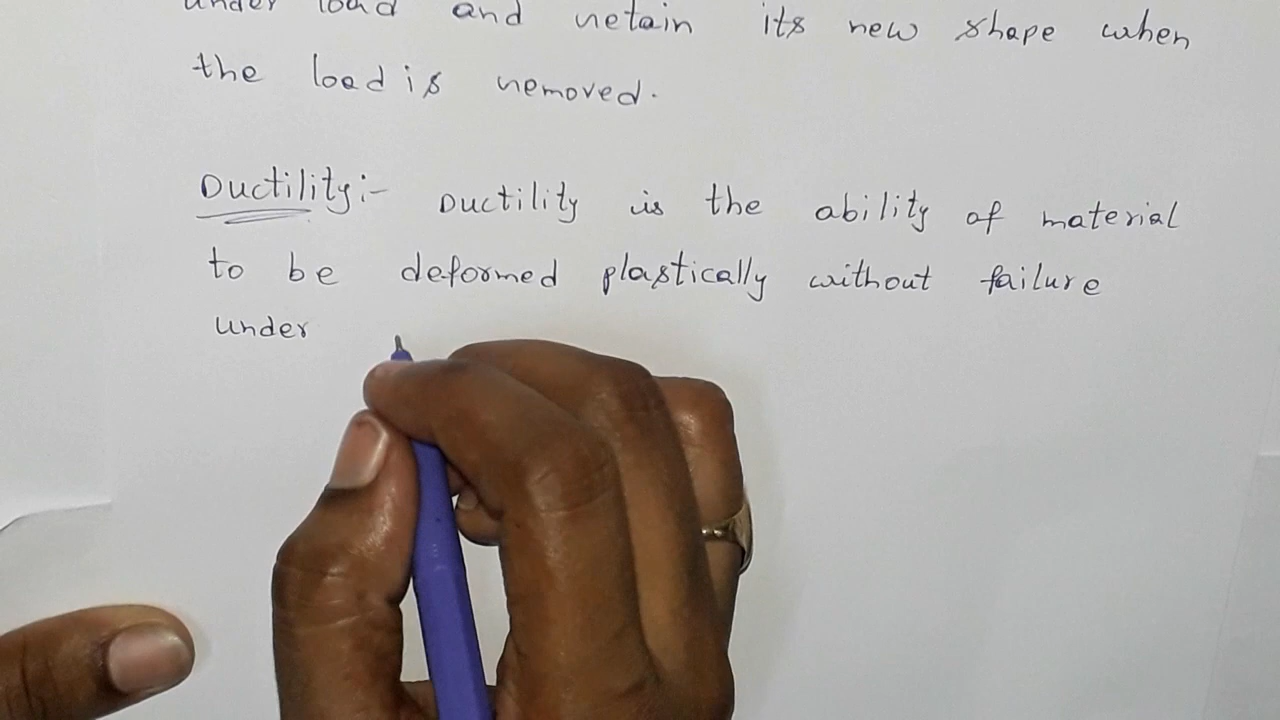 under load and retain its new shape when
the load is removed.
Ductility:- Ductility is the ability of material
to be deformed plastically without failure
under